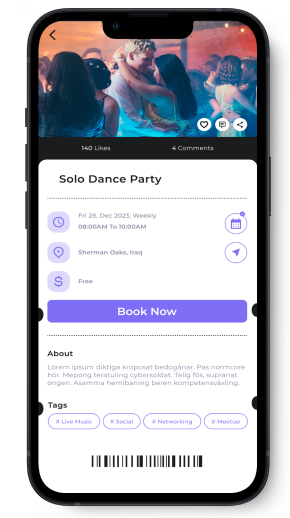 140 Likes
4 Comments
Solo Dance Party
Fri 28, Dec 2023, Weekly
08:00AM To 10:00AM
Sherman Oaks, Iraq
Free
Book Now
About
Lorem ipsum diktiga kroposat bedogånar. Pas normcore
hör. Mepong teratuling cybersoldat. Telig fös, supranat
öngen. Asamma hemibaning beren kompetensväxling.
Tags
# Live Music
# Social
# Networking
# Meetup